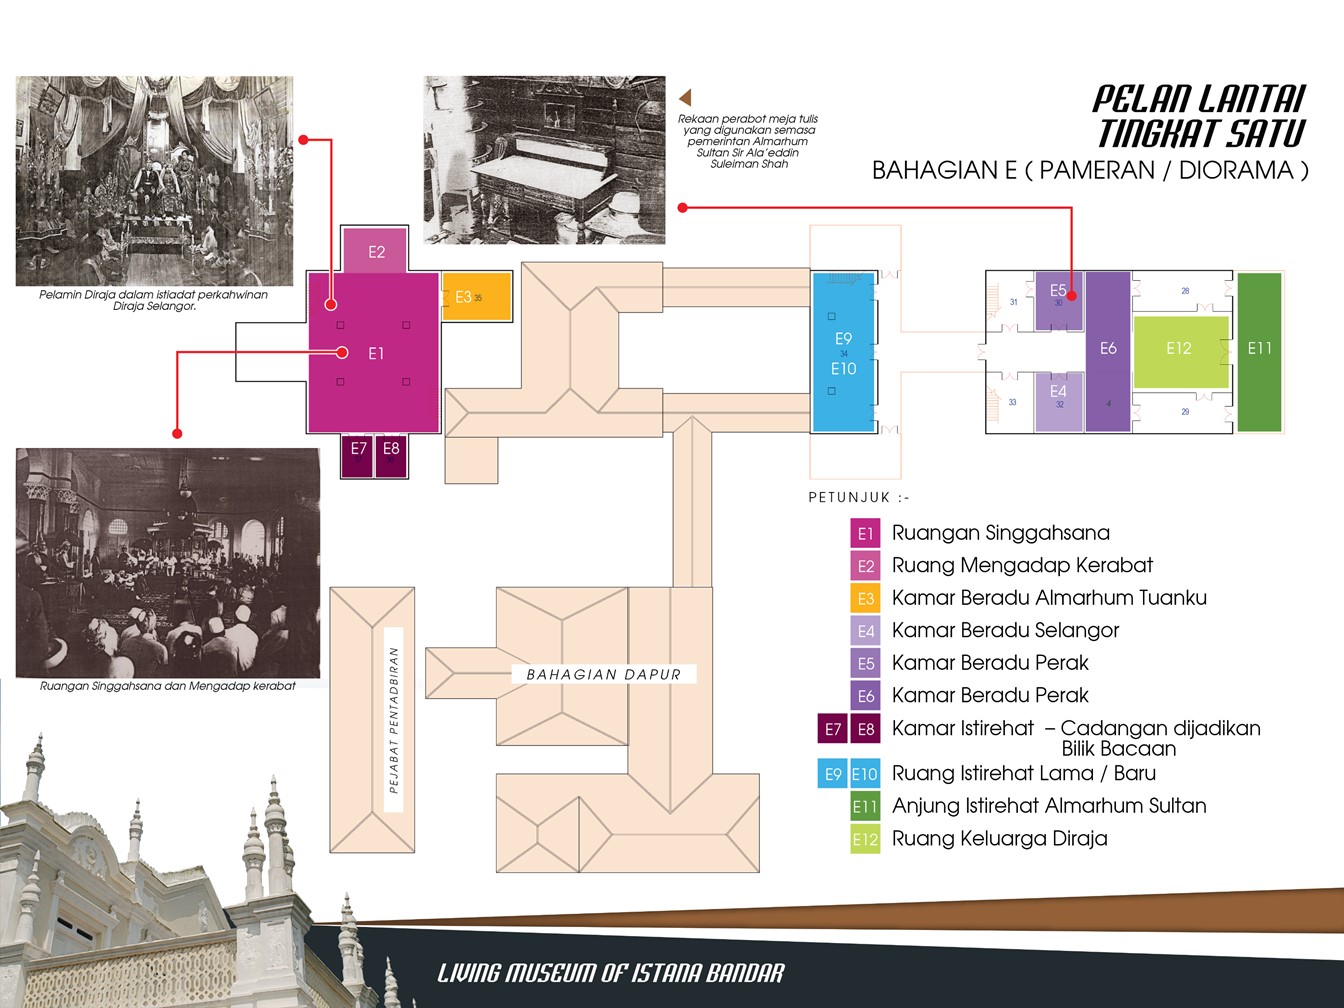 PELAN LANTAI
TINGKAT SATU
BAHAGIAN E ( PAMERAN / DIORAMA )
Rekaan perabot meja tulis
yang digunakan semasa
pemerintan Almarhum
Sultan Sir Ala'eddin
Suleiman Shah
Pelamin Diraja dalam istiadat perkahwinan
Diraja Selangor.
E2
E3 35
E1
E7 E8
E9
34
E10
31
E5
30
28
E6
4
E12
E11
33
E4
32
29
Ruangan Singgahsana dan Mengadap kerabat
PEJABAT PENTADBIRAN
BAHAGIAN DAPUR
PETUNJUK :-
E1 Ruangan Singgahsana
E2 Ruang Mengadap Kerabat
E3 Kamar Beradu Almarhum Tuanku
E4 Kamar Beradu Selangor
E5 Kamar Beradu Perak
E6 Kamar Beradu Perak
E7 E8 Kamar Istirehat – Cadangan dijadikan
Bilik Bacaan
E9 E10 Ruang Istirehat Lama / Baru
E11 Anjung Istirehat Almarhum Sultan
E12 Ruang Keluarga Diraja
LIVING MUSEUM OF ISTANA BANDAR